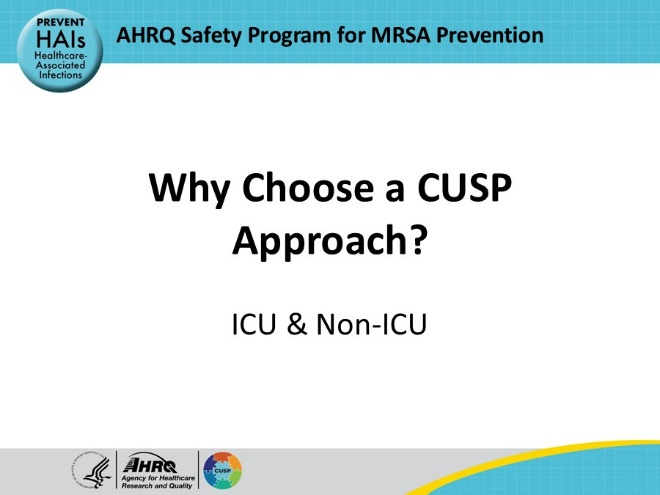 PREVENT
HAIs
Healthcare-
Associated
Infections
AHRQ Safety Program for MRSA Prevention
Why Choose a CUSP
Approach?
ICU & Non-ICU
AHRQ
Agency for Healthcare
Research and Quality
CUSP